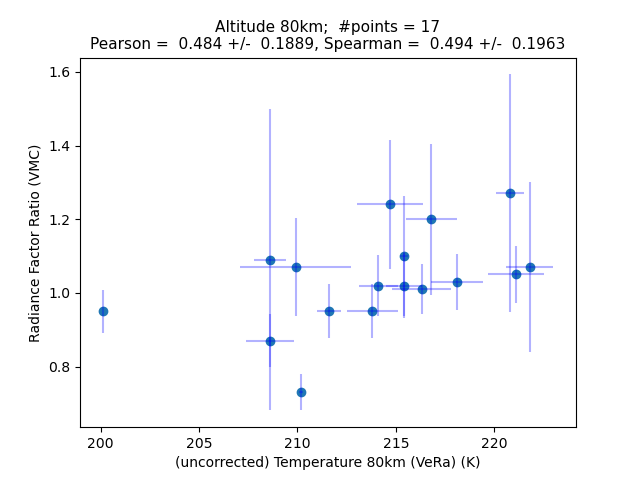 Altitude 80km;  #points = 17
Pearson =  0.484 +/-  0.1889, Spearman =  0.494 +/-  0.1963
1.6
1.4
1.2
1.0
0.8
Radiance Factor Ratio (VMC)
200
205
210
215
220
(uncorrected) Temperature 80km (VeRa) (K)